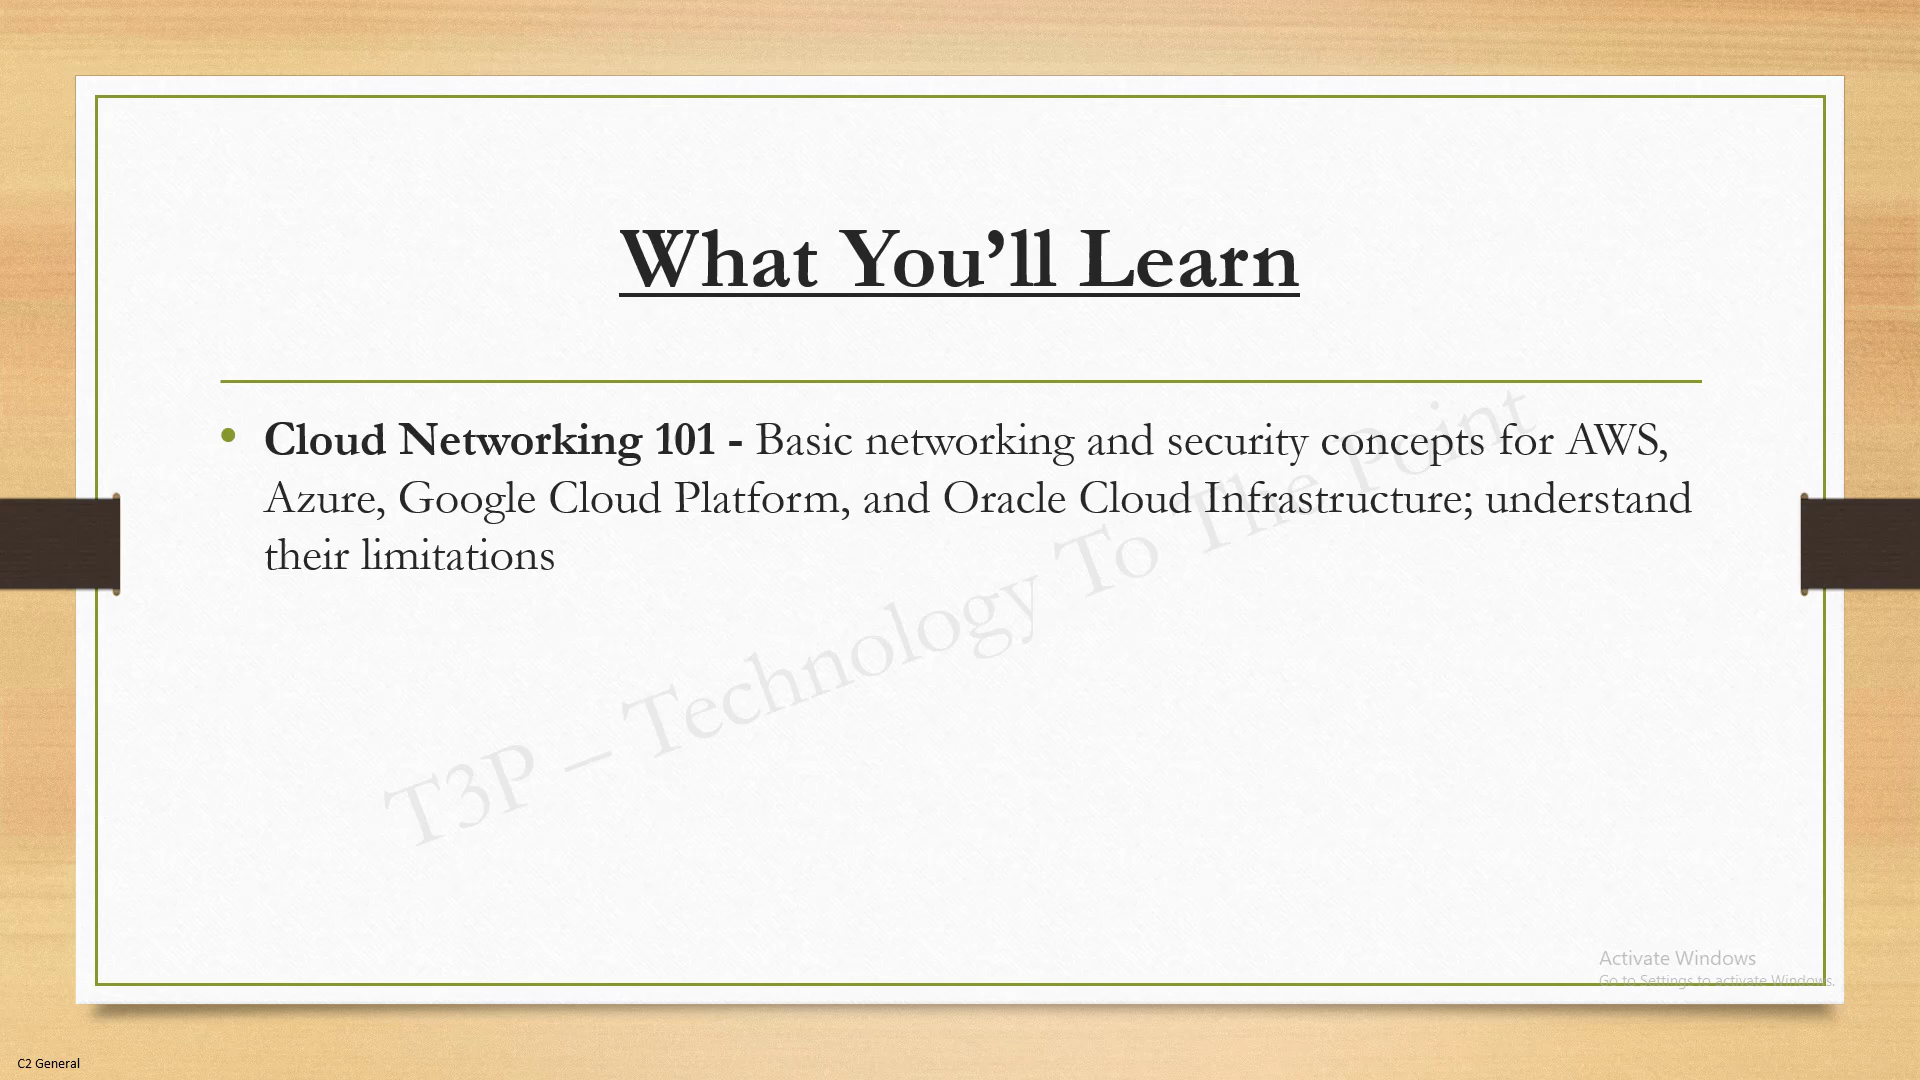 What You’ll Learn
• Cloud Networking 101 - Basic networking and security concepts for AWS,
Azure, Google Cloud Platform, and Oracle Cloud Infrastructure; understand
their limitations
T3P – Technology To The Point
Activate Windows
Go to Settings to activate Windows.
C2 General